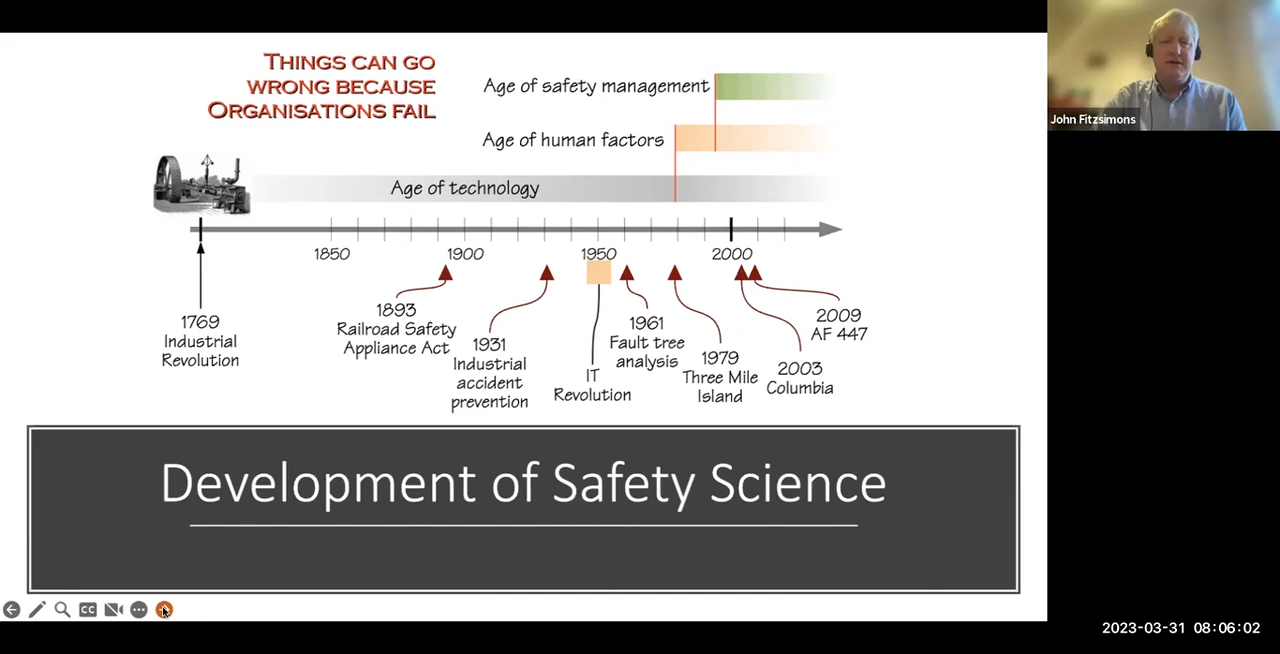 THINGS CAN GO
WRONG BECAUSE
ORGANISATIONS FAIL
Age of safety management
Age of human factors
Age of technology
1850
1900
1950
2000
1769
Industrial
Revolution
1893
Railroad Safety
Appliance Act
1931
Industrial
accident
prevention
IT
Revolution
1961
Fault tree
analysis
1979
Three Mile
Island
2003
Columbia
2009
AF 447
Development of Safety Science
CC
John Fitzsimons
2023-03-31 08:06:02